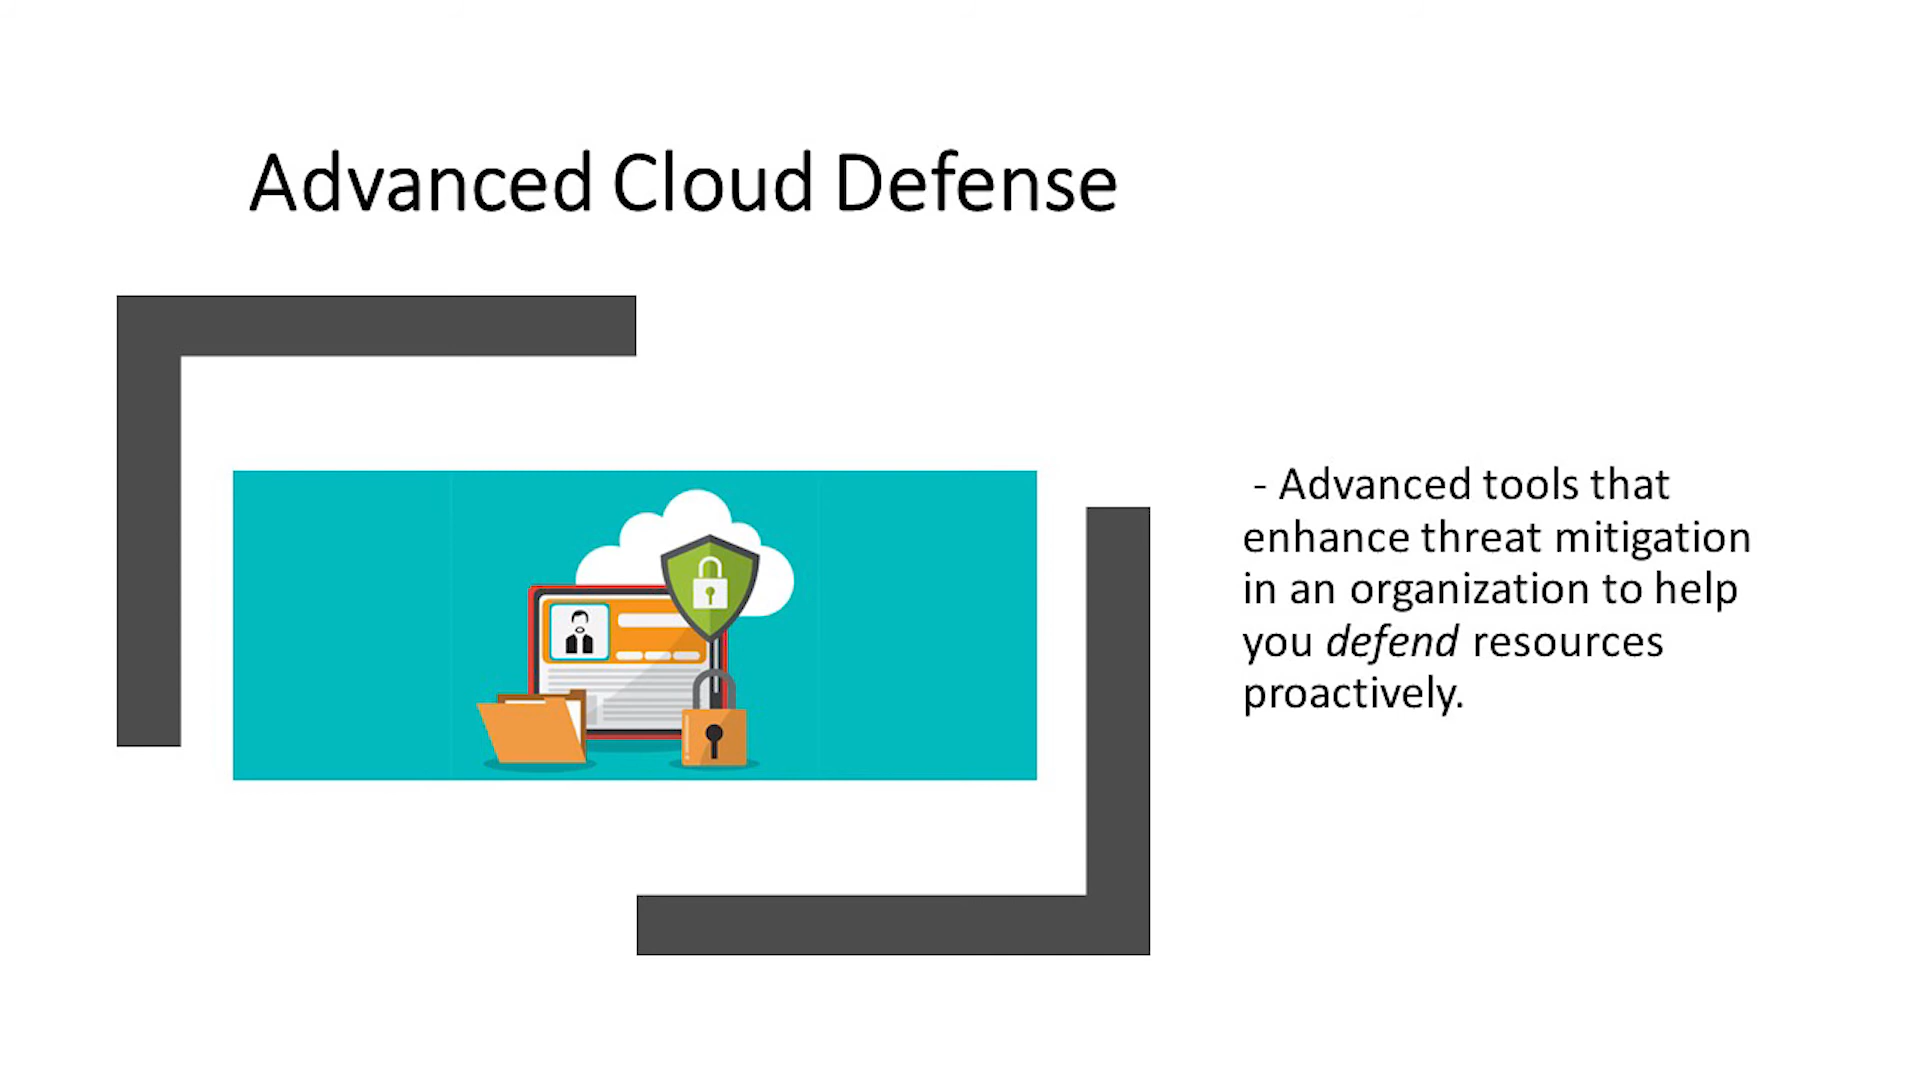 Advanced Cloud Defense
- Advanced tools that
enhance threat mitigation
in an organization to help
you defend resources
proactively.